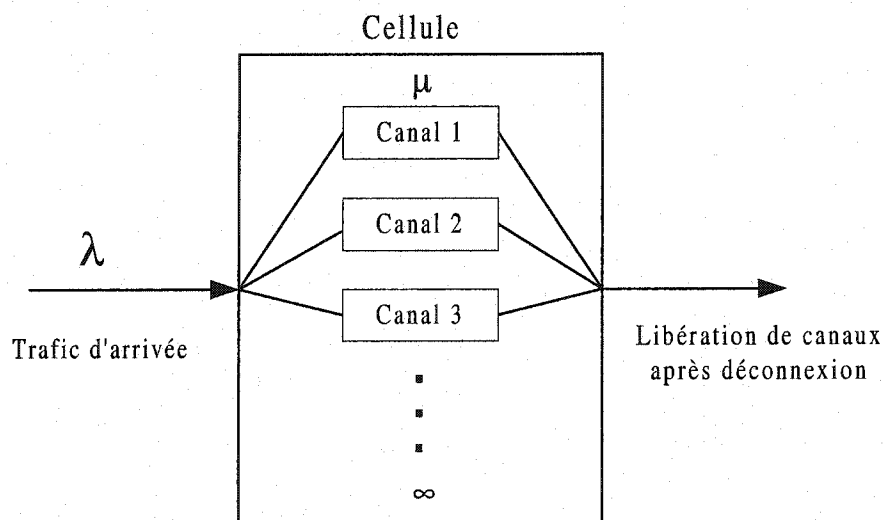 Cellule
μ
Canal 1
Canal 2
λ
Canal 3
Trafic d'arrivée
Libération de canaux
après déconnexion
∞